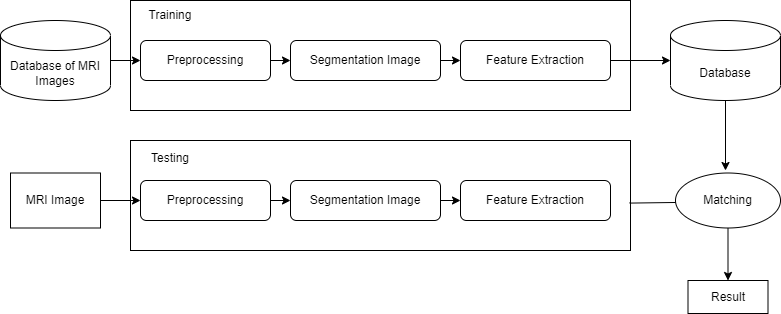 Training
Database of MRI
Images
Preprocessing
Segmentation Image
Feature Extraction
Database
Testing
MRI Image
Preprocessing
Segmentation Image
Feature Extraction
Matching
Result